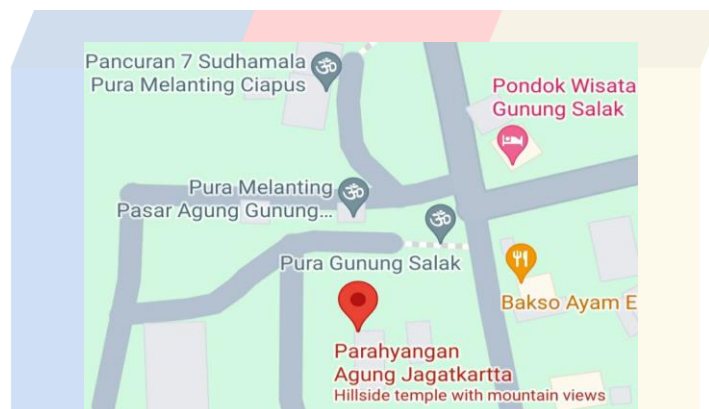 Pancuran 7 Sudhamala
Pura Melanting Ciapus
Pondok Wisata
Gunung Salak
Pura Melanting
Pasar Agung Gunung...
Pura Gunung Salak
Bakso Ayam E
Parahyangan
Agung Jagatkartta
Hillside temple with mountain views